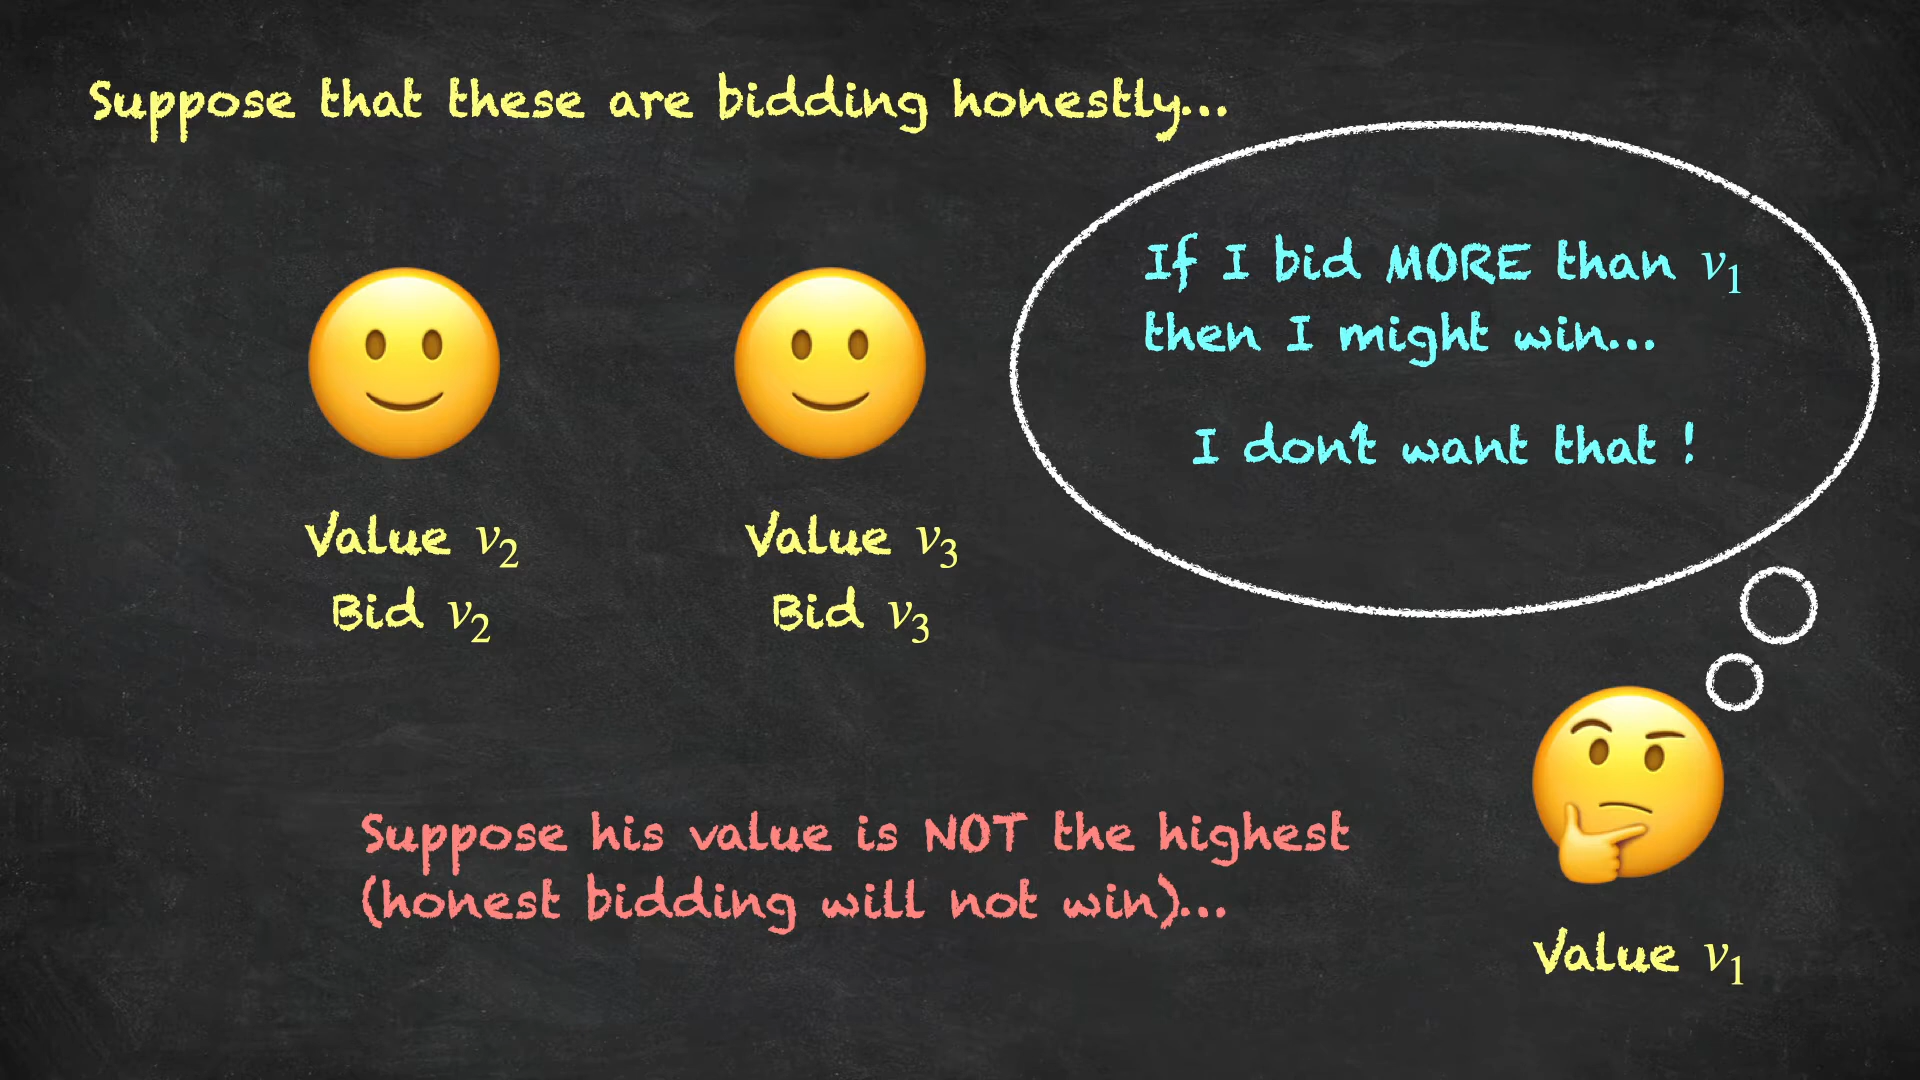 Suppose that these are bidding honestly...
If I bid MORE than v₁
then I might win...
I don't want that !
Value v₂
Bid v₂
Value v₃
Bid v₃
Suppose his value is NOT the highest
(honest bidding will not win)...
Value v₁